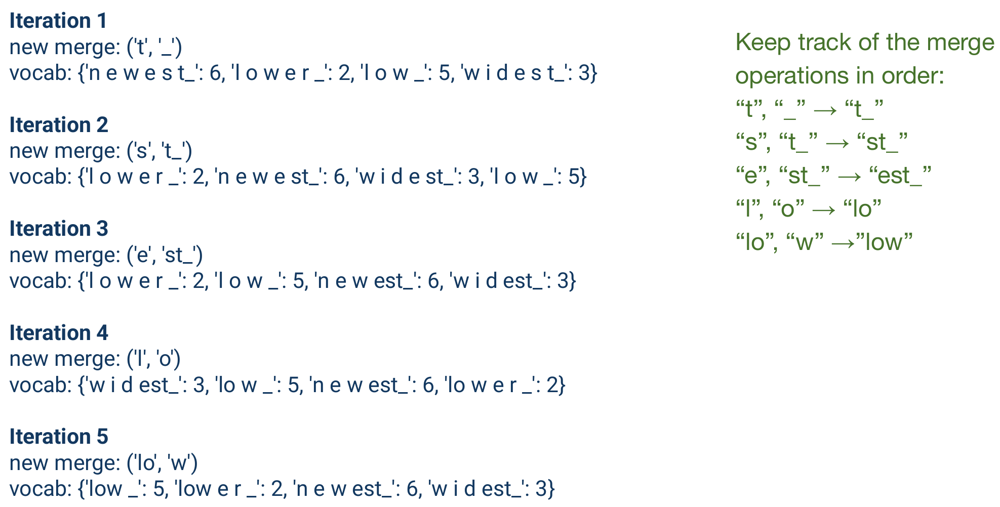 Iteration 1
new merge: ('t', '_')
vocab: {'n e w e s t_': 6, 'l o w e r _': 2, 'l o w _': 5, 'w i d e s t_': 3}
Iteration 2
new merge: ('s', 't_')
vocab: {'l o w e r _': 2, 'n e w e st_': 6, 'w i d e st_': 3, 'l o w _': 5}
Iteration 3
new merge: ('e', 'st_')
vocab: {'l o w e r _': 2, 'l o w _': 5, 'n e w est_': 6, 'w i d est_': 3}
Iteration 4
new merge: ('l', 'o')
vocab: {'w i d est_': 3, 'lo w _': 5, 'n e w est_': 6, 'lo w e r _': 2}
Iteration 5
new merge: ('lo', 'w')
vocab: {'low _': 5, 'low e r _': 2, 'n e w est_': 6, 'w i d est_': 3}
Keep track of the merge
operations in order:
“t”, “_” → “t_”
“s”, “t_” → “st_”
“e”, “st_” → “est_”
“l”, “o” → “lo”
“lo”, “w” →”low”